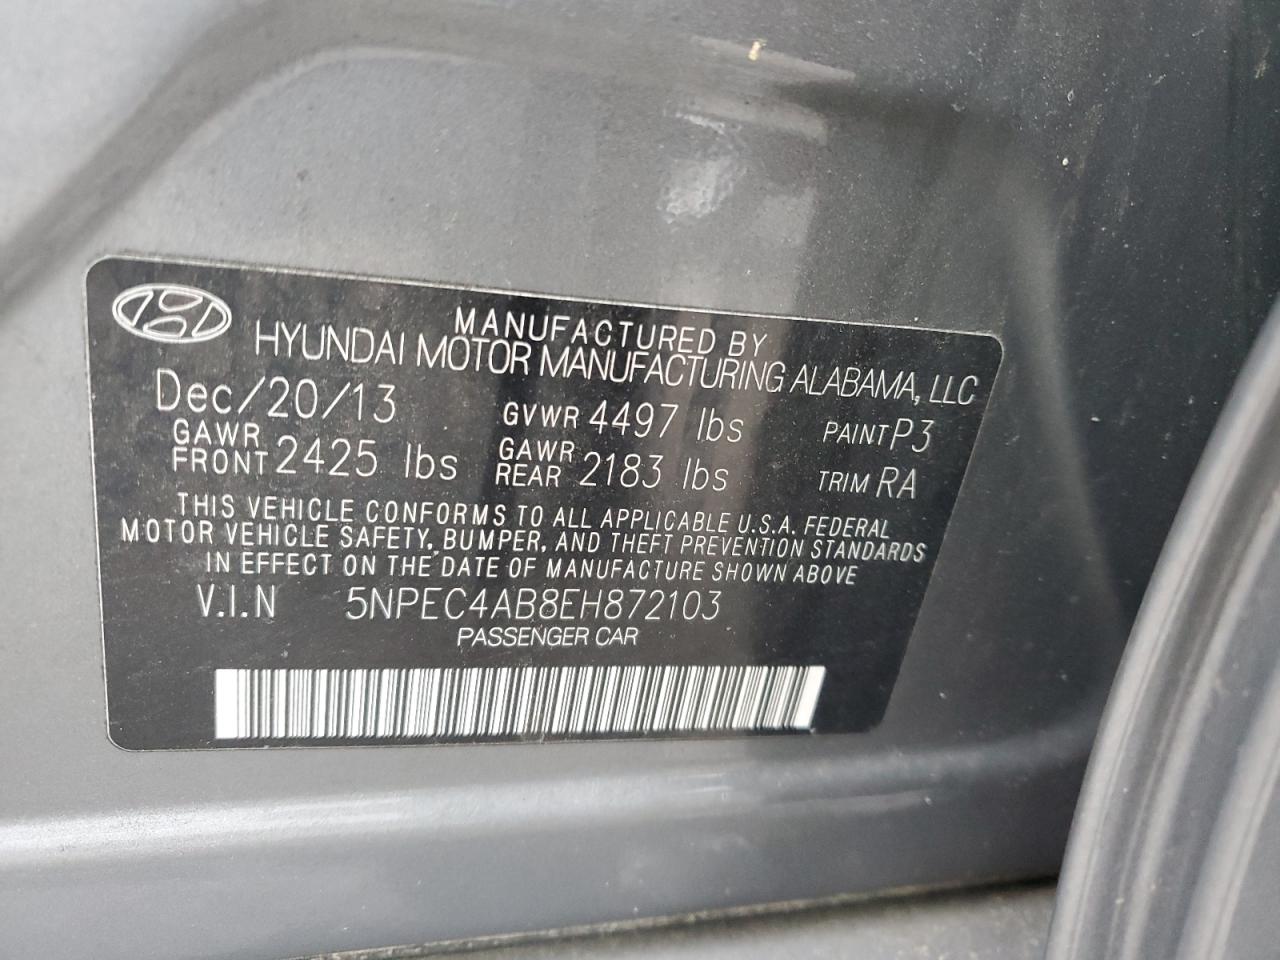 MANUFACTURED BY
HYUNDAI MOTOR MANUFACTURING ALABAMA, LLC
Dec/20/13 GVWR 4497 lbs PAINT P3
GAWR FRONT 2425 lbs GAWR REAR 2183 lbs TRIM RA
THIS VEHICLE CONFORMS TO ALL APPLICABLE U.S.A. FEDERAL
MOTOR VEHICLE SAFETY, BUMPER, AND THEFT PREVENTION STANDARDS
IN EFFECT ON THE DATE OF MANUFACTURE SHOWN ABOVE
V.I.N 5NPEC4AB8EH872103
PASSENGER CAR